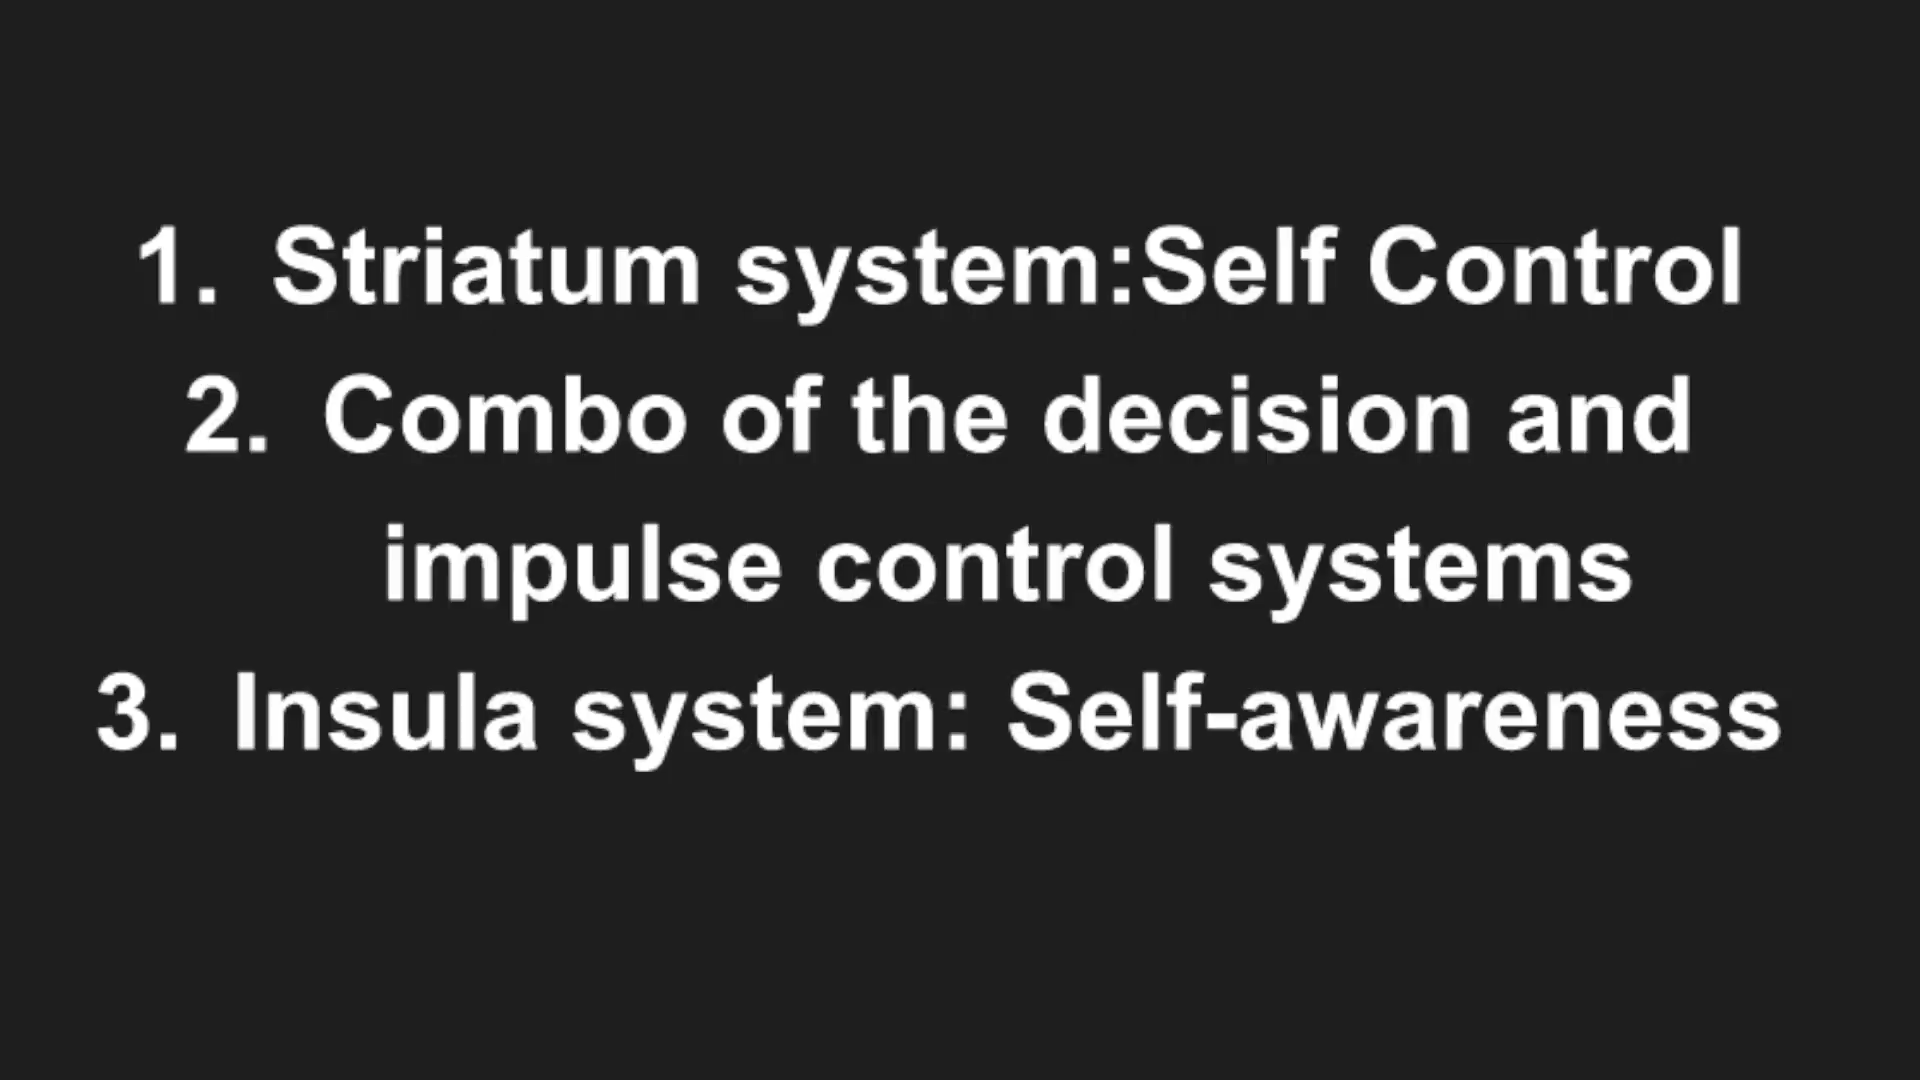 1. Striatum system:Self Control
2. Combo of the decision and
impulse control systems
3. Insula system: Self-awareness